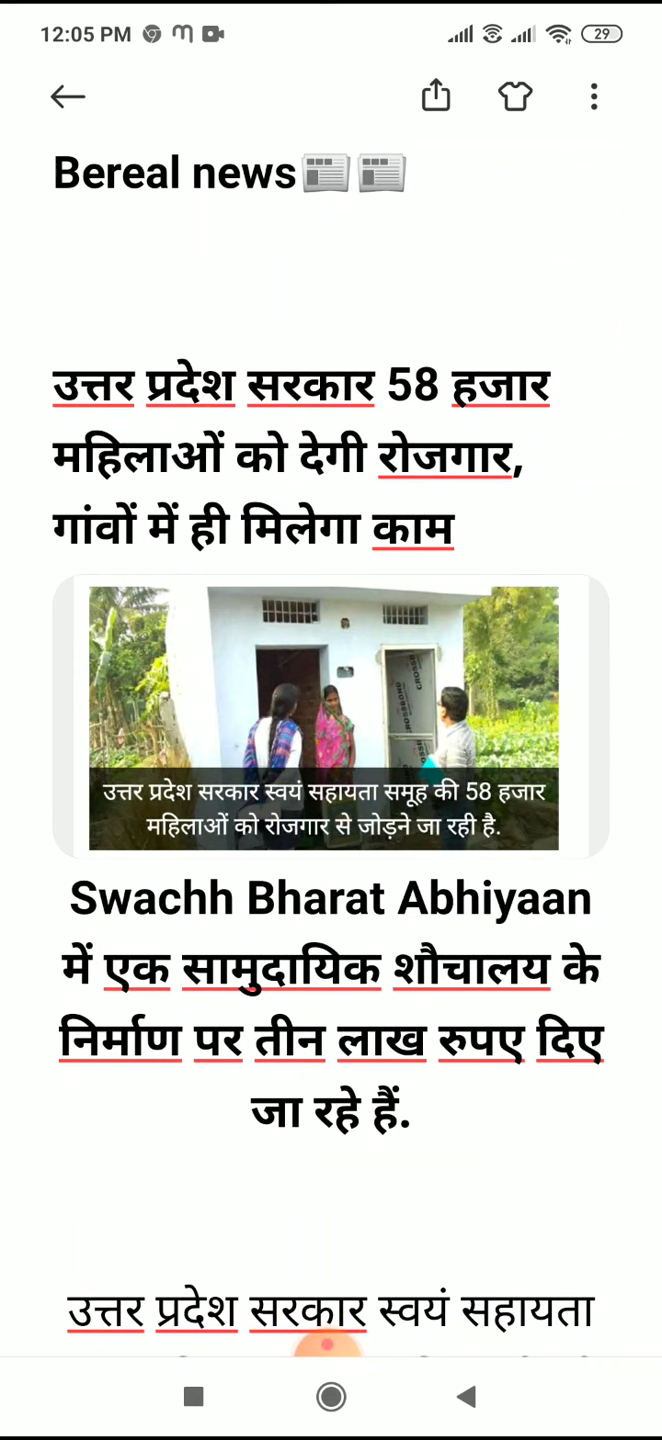 12:05 PM
29
Bereal news📰📰
उत्तर प्रदेश सरकार 58 हजार
महिलाओं को देगी रोजगार,
गांवों में ही मिलेगा काम
CROSSBOND
CROSSB
उत्तर प्रदेश सरकार स्वयं सहायता समूह की 58 हजार
महिलाओं को रोजगार से जोड़ने जा रही है.
Swachh Bharat Abhiyaan
में एक सामुदायिक शौचालय के
निर्माण पर तीन लाख रुपए दिए
जा रहे हैं.
उत्तर प्रदेश सरकार स्वयं सहायता